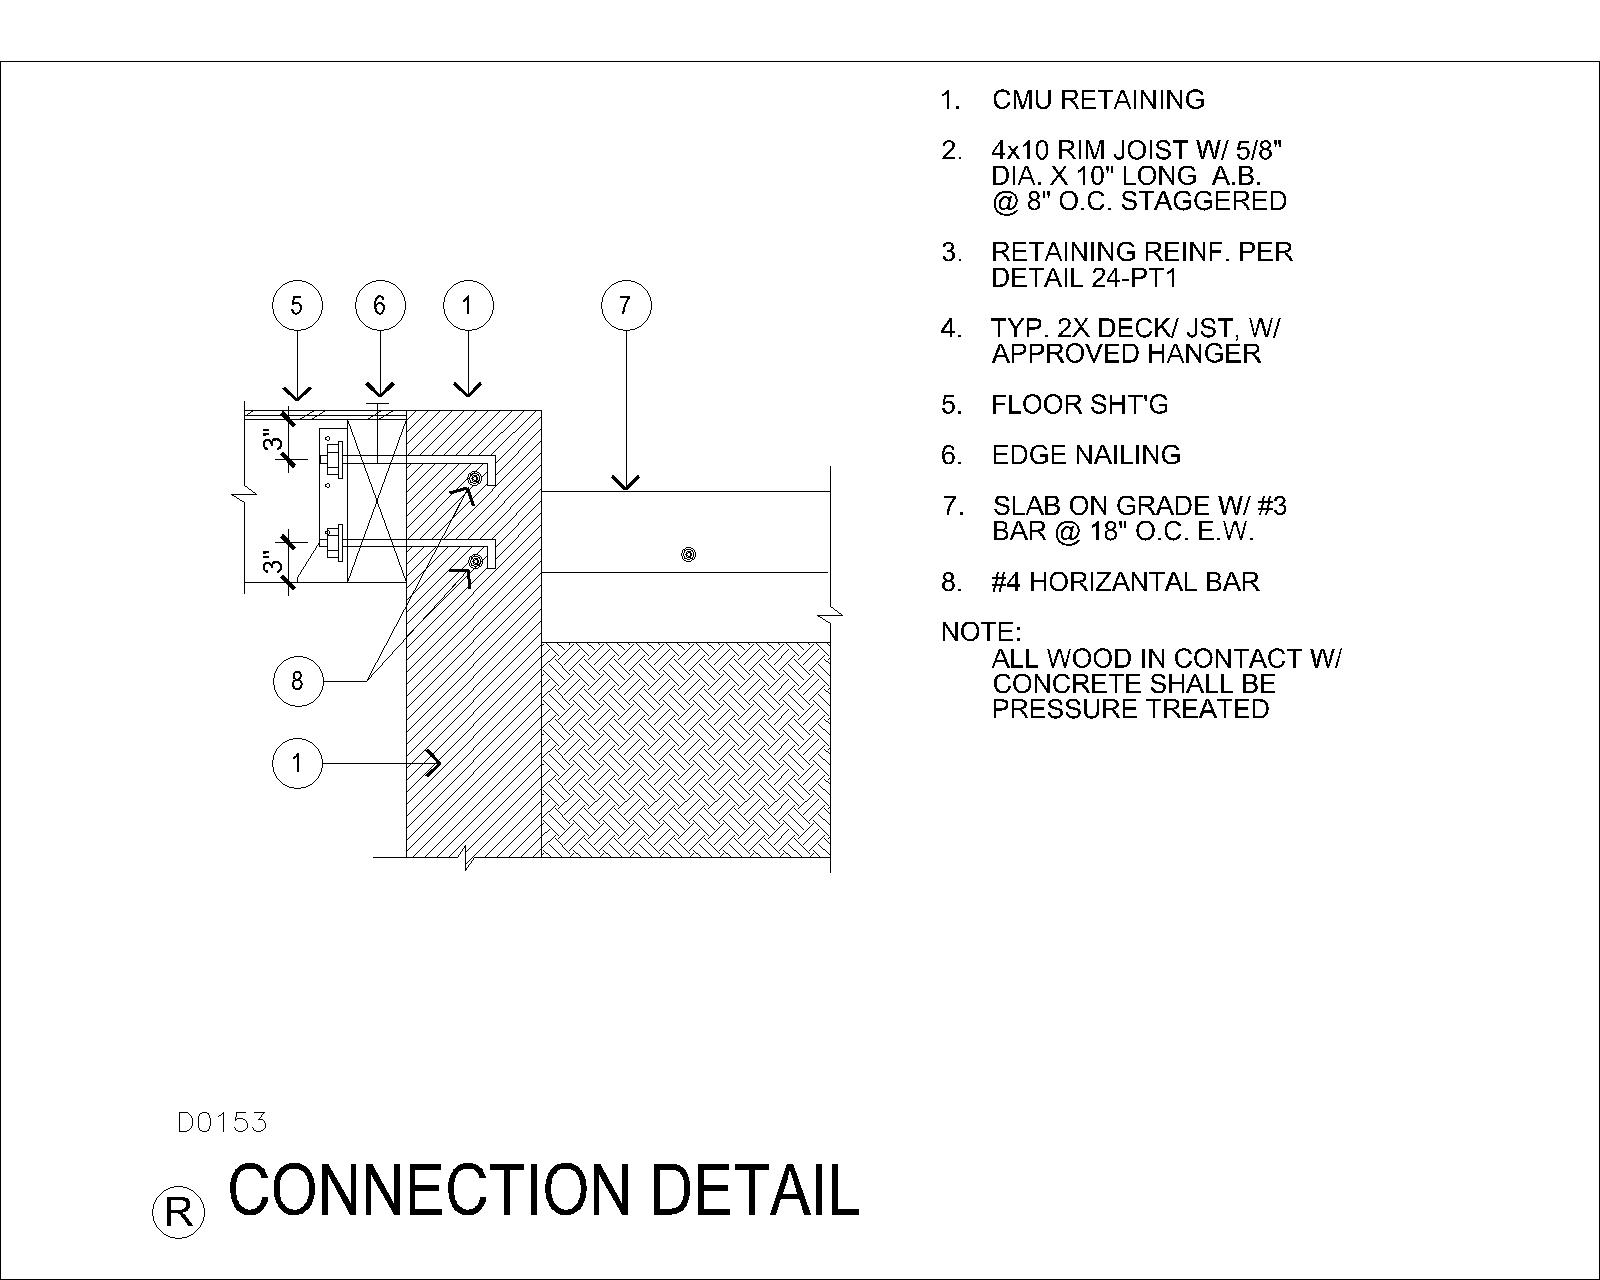 1. CMU RETAINING
2. 4x10 RIM JOIST W/ 5/8"
DIA. X 10" LONG A.B.
@ 8" O.C. STAGGERED
3. RETAINING REINF. PER
DETAIL 24-PT1
4. TYP. 2X DECK/ JST, W/
APPROVED HANGER
5. FLOOR SHT'G
6. EDGE NAILING
7. SLAB ON GRADE W/ #3
BAR @ 18" O.C. E.W.
8. #4 HORIZANTAL BAR
NOTE:
ALL WOOD IN CONTACT W/
CONCRETE SHALL BE
PRESSURE TREATED
5 6 1 7
3"
3"
8
1
D0153
R CONNECTION DETAIL